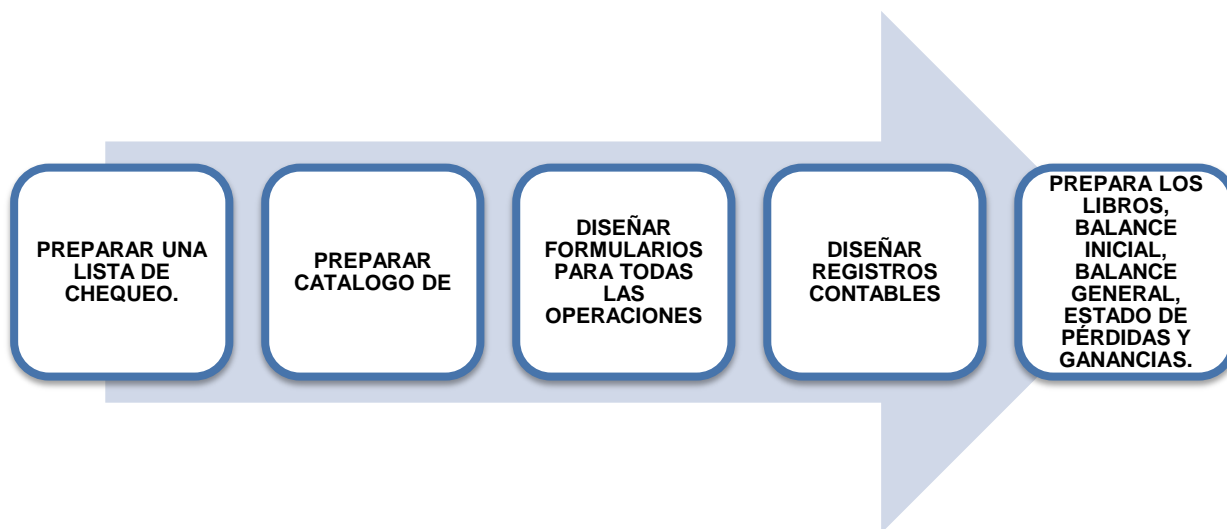 PREPARAR UNA
LISTA DE
CHEQUEO.
PREPARAR
CATALOGO DE
DISEÑAR
FORMULARIOS
PARA TODAS
LAS
OPERACIONES
DISEÑAR
REGISTROS
CONTABLES
PREPARA LOS
LIBROS,
BALANCE
INICIAL,
BALANCE
GENERAL,
ESTADO DE
PÉRDIDAS Y
GANANCIAS.